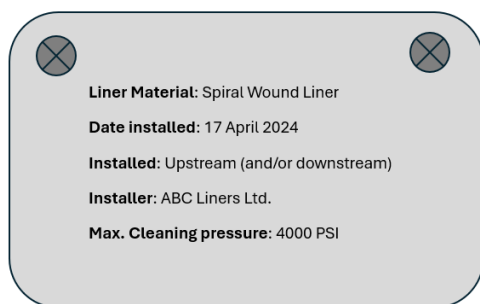 Liner Material: Spiral Wound Liner
Date installed: 17 April 2024
Installed: Upstream (and/or downstream)
Installer: ABC Liners Ltd.
Max. Cleaning pressure: 4000 PSI